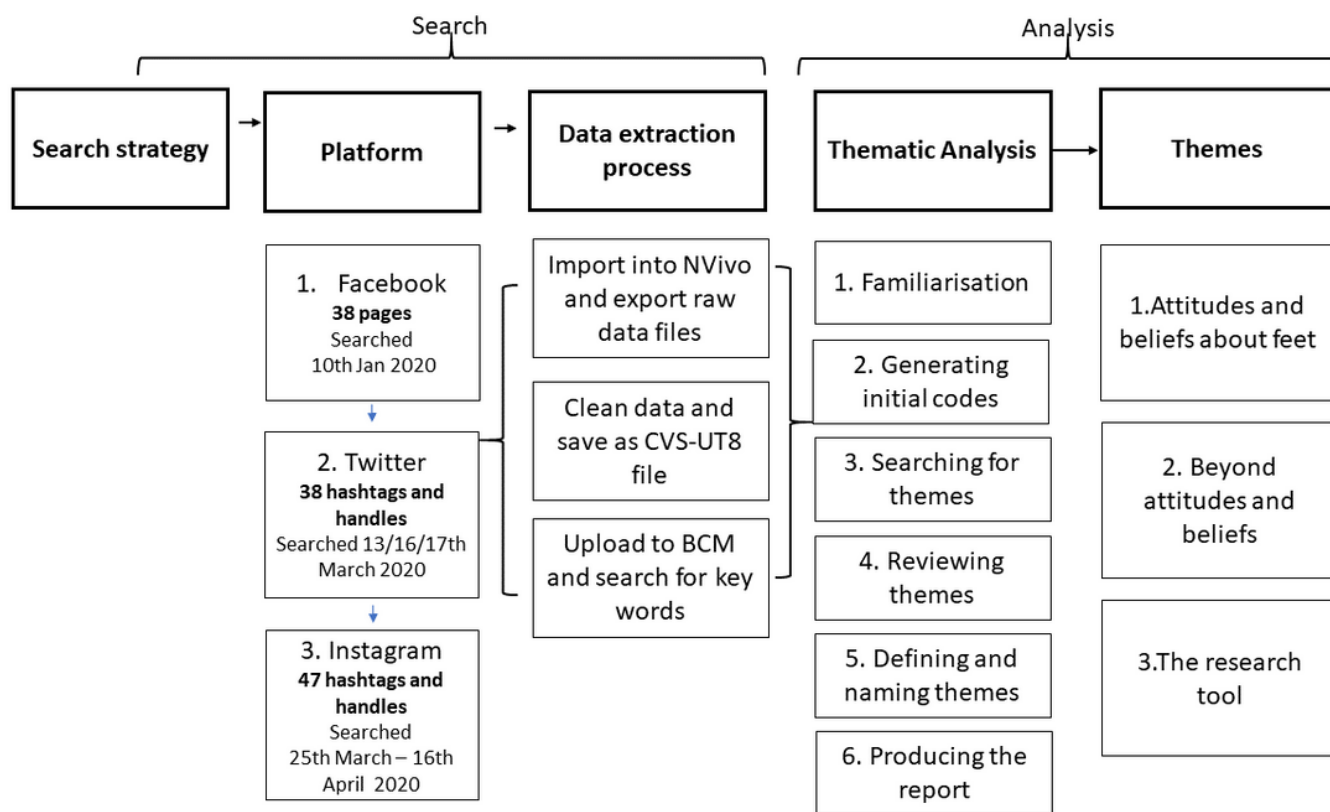 Search
Analysis
Search strategy
Platform
Data extraction
process
Thematic Analysis
Themes
1. Facebook
38 pages
Searched
10th Jan 2020
2. Twitter
38 hashtags and
handles
Searched 13/16/17th
March 2020
3. Instagram
47 hashtags and
handles
Searched
25th March – 16th
April 2020
Import into NVivo
and export raw
data files
Clean data and
save as CVS-UT8
file
Upload to BCM
and search for key
words
1. Familiarisation
2. Generating
initial codes
3. Searching for
themes
4. Reviewing
themes
5. Defining and
naming themes
6. Producing the
report
1.Attitudes and
beliefs about feet
2. Beyond
attitudes and
beliefs
3.The research
tool